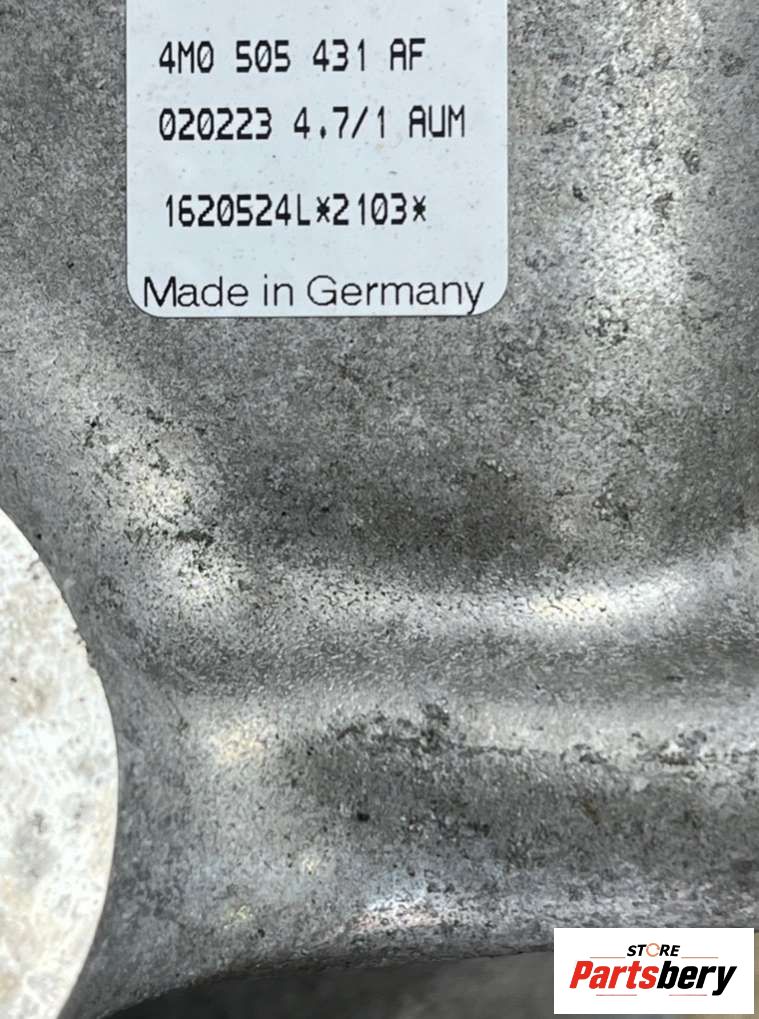 4M0 505 431 AF
020223 4.7/1 AUM
1620524L*2103*
Made in Germany
STORE
Partsbery